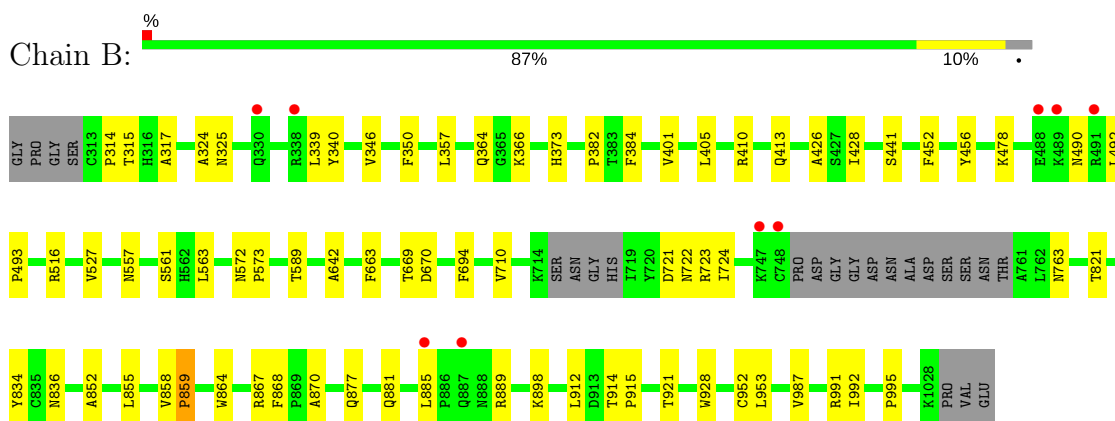 %
Chain B:
87% 10% •
GLY PRO GLY SER C313 P314 T315 H316 A317 A324 N325 Q330 R338 L339 Y340 V346 F350 L357 Q364 G365 K366 H373 P382 T383 F384 V401 L405 R410 Q413 A426 S427 I428 S441 F452 Y456 K478 E488 K489 N490 R491 L492
P493 R516 V527 N557 S561 H562 L563 N572 P573 T589 A642 F663 T669 D670 F694 V710 K714 SER ASN GLY HIS I719 Y720 D721 N722 R723 I724 K747 C748 PRO ASP GLY GLY ASP ASN ALA ASP SER SER ASN THR A761 L762 N763 T821
Y834 C835 N836 A852 L855 V858 P859 W864 R867 F868 P869 A870 Q877 Q881 L885 P886 Q887 N888 R889 K898 L912 D913 T914 P915 T921 W928 C952 L953 V987 R991 I992 P995 K1028 PRO VAL GLU